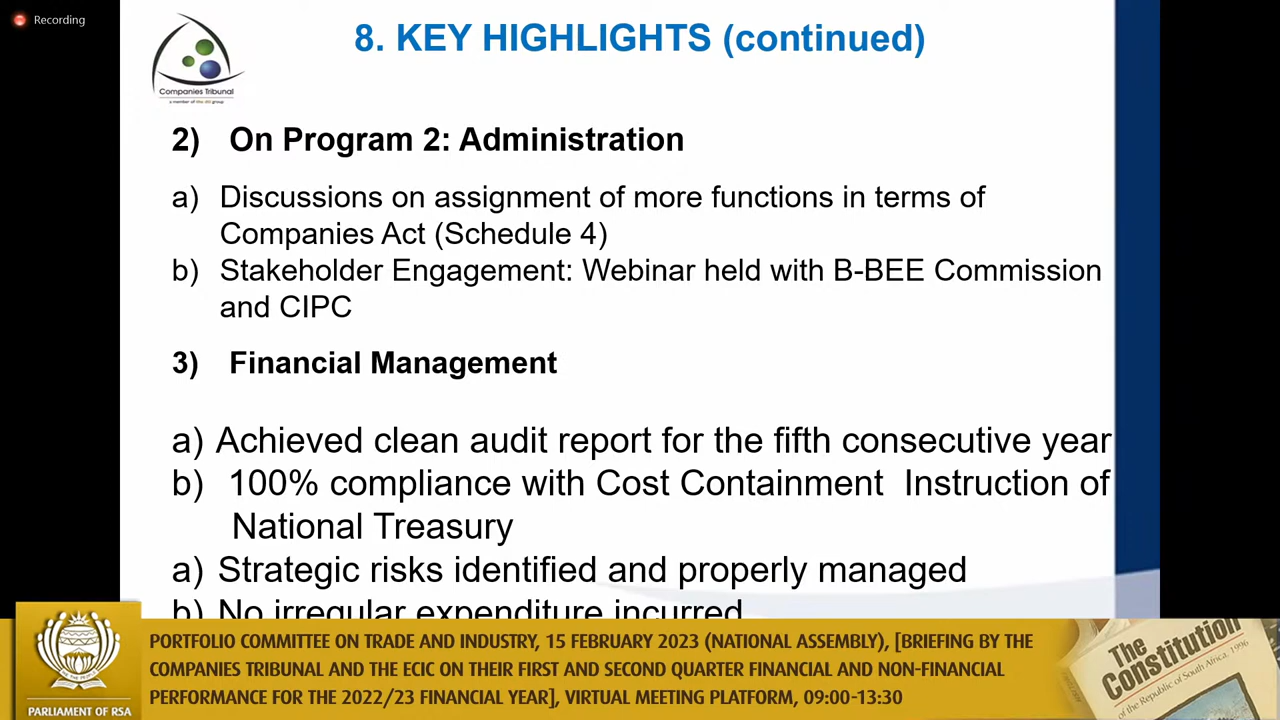 Recording
8. KEY HIGHLIGHTS (continued)
Companies Tribunal
a member of the dti group
2) On Program 2: Administration
a) Discussions on assignment of more functions in terms of
Companies Act (Schedule 4)
b) Stakeholder Engagement: Webinar held with B-BEE Commission
and CIPC
3) Financial Management
a) Achieved clean audit report for the fifth consecutive year
b) 100% compliance with Cost Containment Instruction of
National Treasury
a) Strategic risks identified and properly managed
b) No irregular expenditure incurred
PORTFOLIO COMMITTEE ON TRADE AND INDUSTRY, 15 FEBRUARY 2023 (NATIONAL ASSEMBLY), [BRIEFING BY THE
COMPANIES TRIBUNAL AND THE ECIC ON THEIR FIRST AND SECOND QUARTER FINANCIAL AND NON-FINANCIAL
PERFORMANCE FOR THE 2022/23 FINANCIAL YEAR], VIRTUAL MEETING PLATFORM, 09:00-13:30
PARLIAMENT OF RSA
The
Constitution
of the Republic of South Africa, 1996